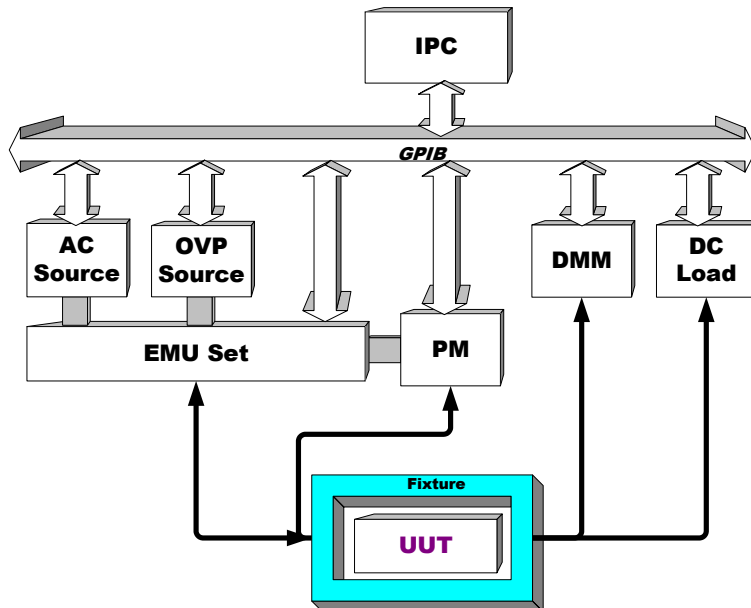 IPC
GPIB
AC
Source
OVP
Source
DMM
DC
Load
EMU Set
PM
Fixture
UUT